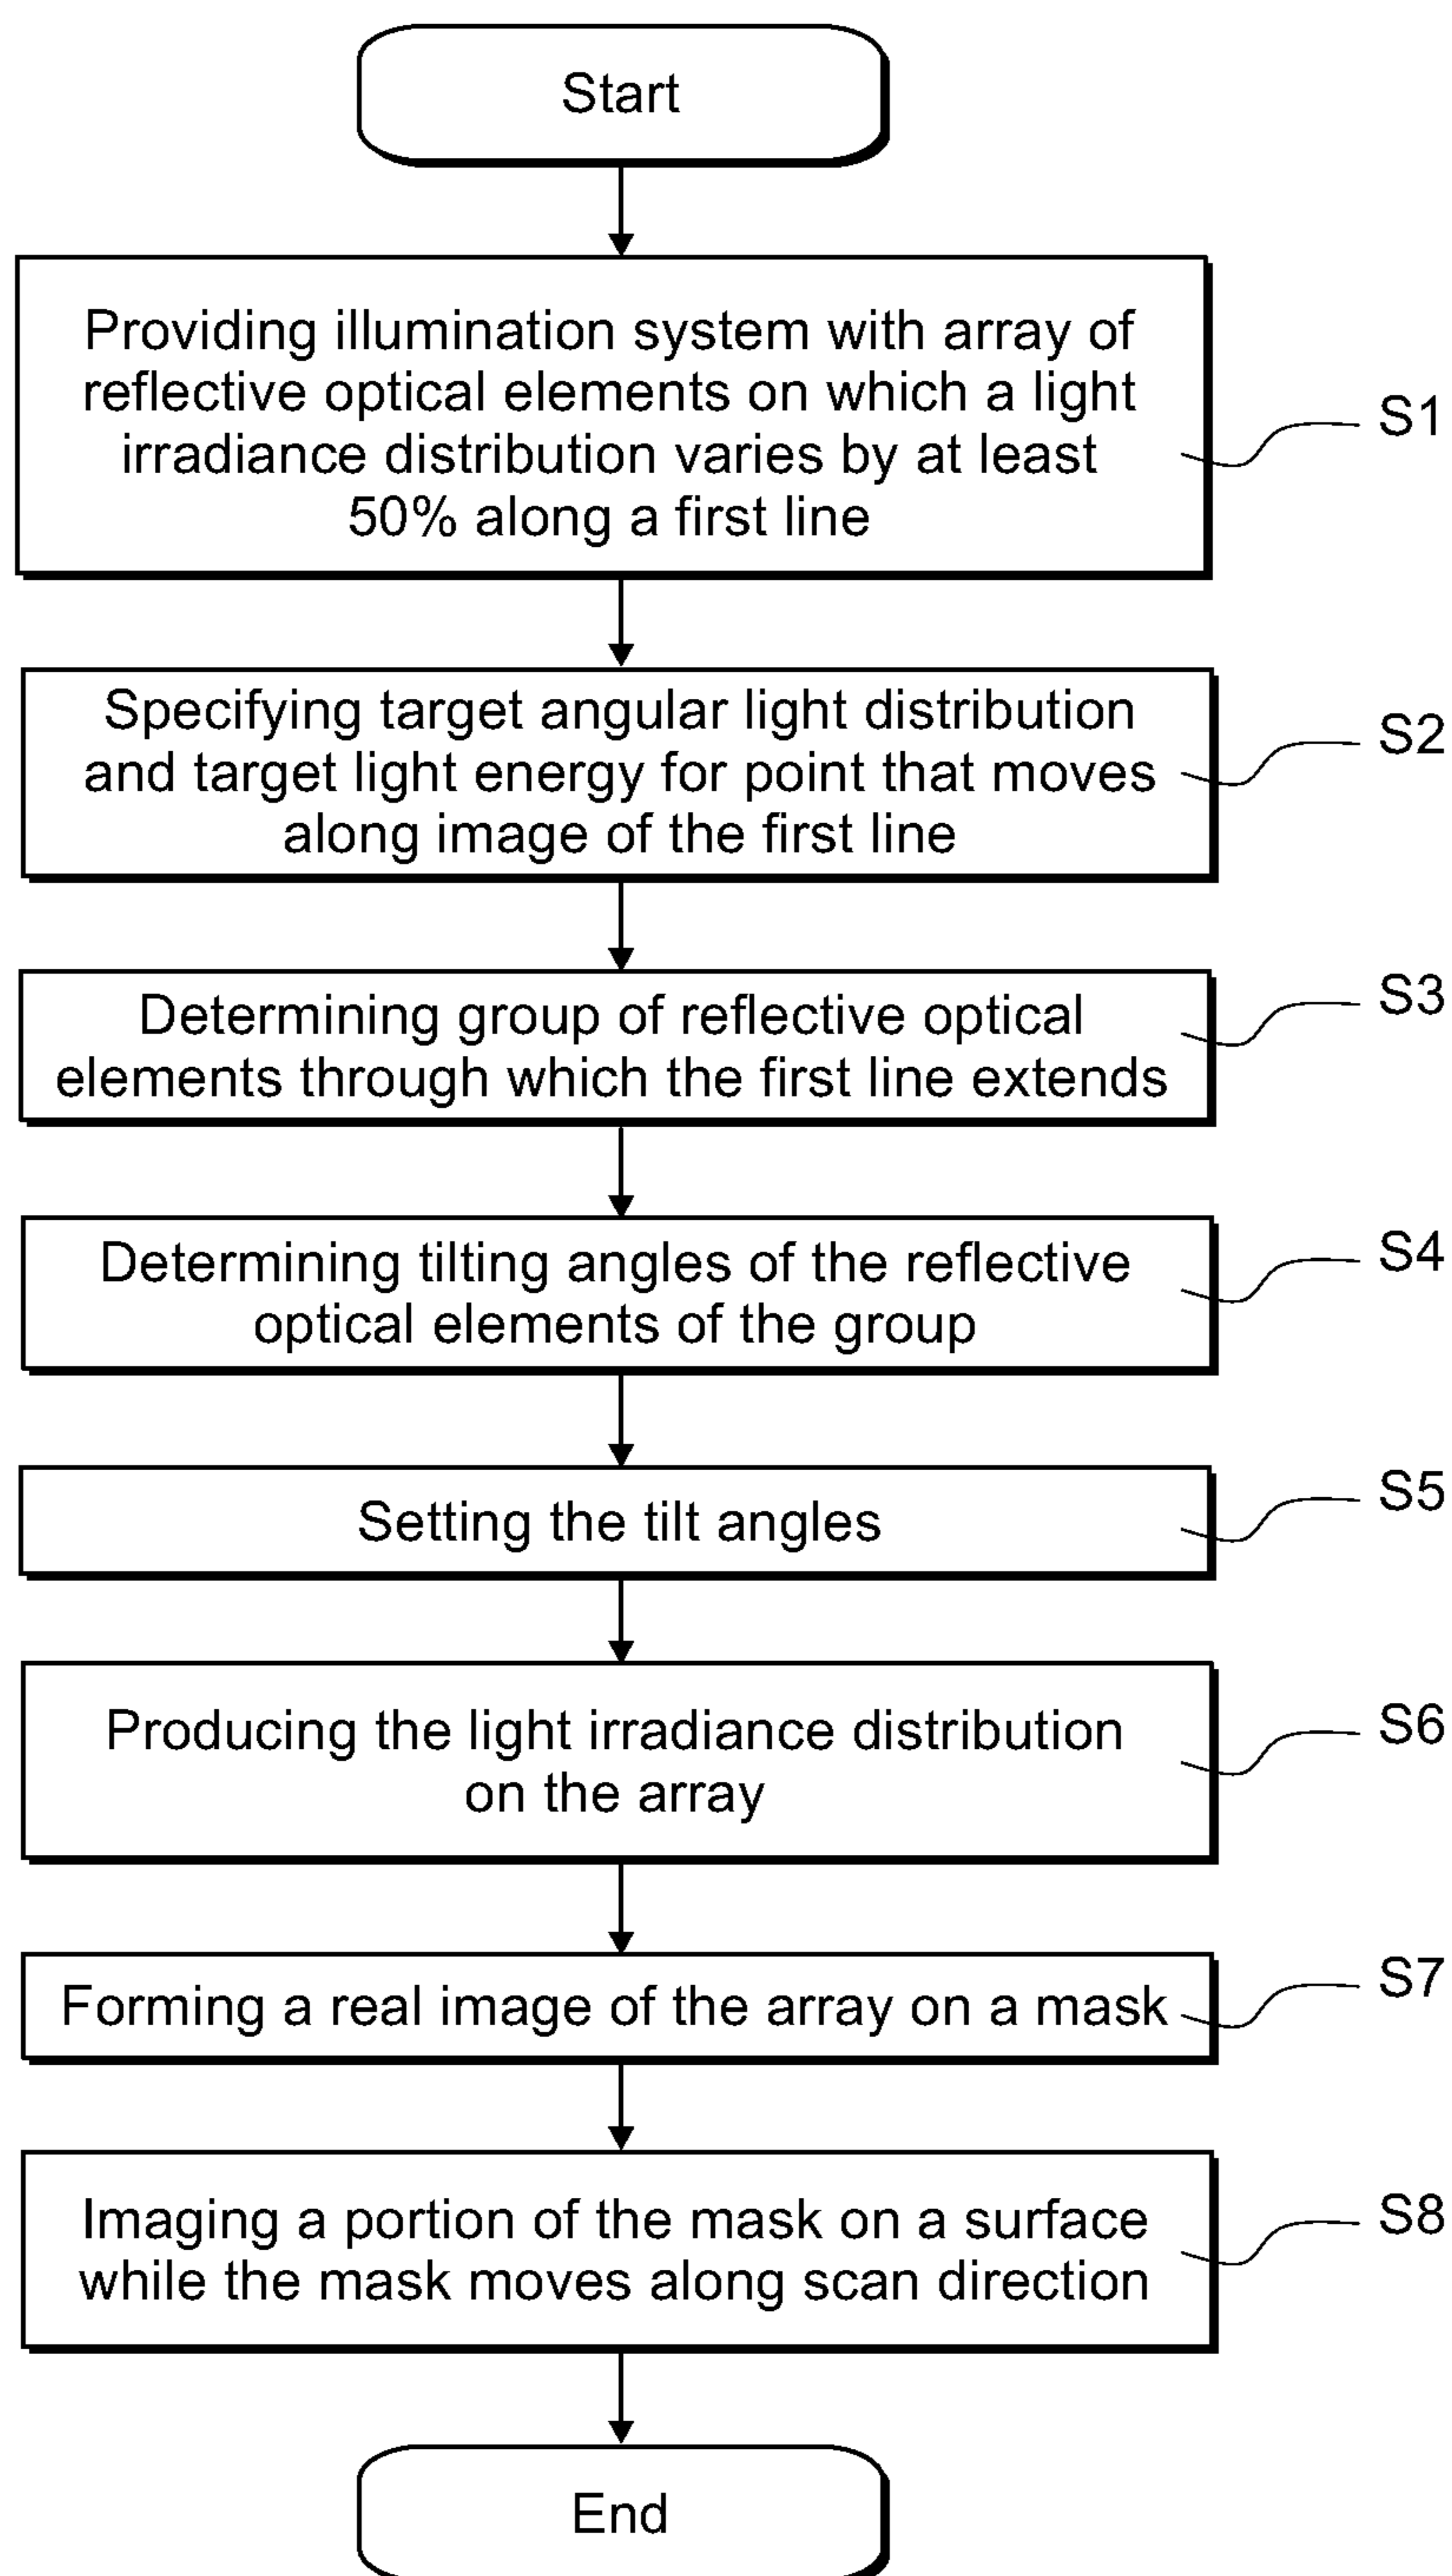 Start
Providing illumination system with array of
reflective optical elements on which a light
irradiance distribution varies by at least
50% along a first line
S1
Specifying target angular light distribution
and target light energy for point that moves
along image of the first line
S2
Determining group of reflective optical
elements through which the first line extends
S3
Determining tilting angles of the reflective
optical elements of the group
S4
Setting the tilt angles
S5
Producing the light irradiance distribution
on the array
S6
Forming a real image of the array on a mask
S7
Imaging a portion of the mask on a surface
while the mask moves along scan direction
S8
End